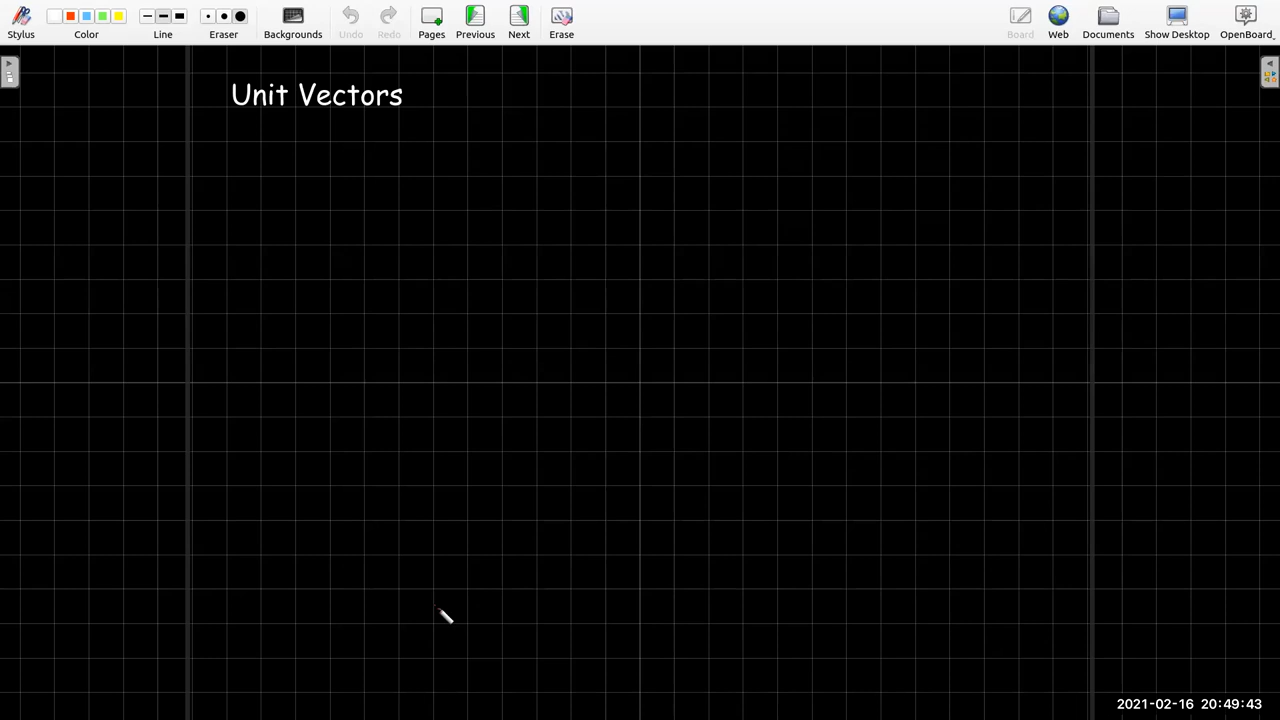 Stylus Color Line Eraser Backgrounds Undo Redo Pages Previous Next Erase Board Web Documents Show Desktop OpenBoard
Unit Vectors
2021-02-16 20:49:43